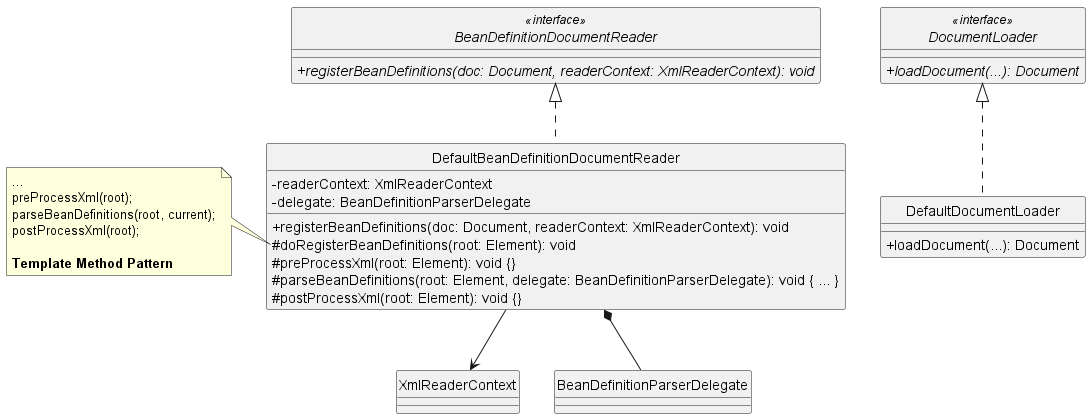 «interface»
BeanDefinitionDocumentReader
+registerBeanDefinitions(doc: Document, readerContext: XmlReaderContext): void
«interface»
DocumentLoader
+loadDocument(...): Document
...
preProcessXml(root);
parseBeanDefinitions(root, current);
postProcessXml(root);
Template Method Pattern
DefaultBeanDefinitionDocumentReader
-readerContext: XmlReaderContext
-delegate: BeanDefinitionParserDelegate
+registerBeanDefinitions(doc: Document, readerContext: XmlReaderContext): void
#doRegisterBeanDefinitions(root: Element): void
#preProcessXml(root: Element): void {}
#parseBeanDefinitions(root: Element, delegate: BeanDefinitionParserDelegate): void { ... }
#postProcessXml(root: Element): void {}
DefaultDocumentLoader
+loadDocument(...): Document
XmlReaderContext
BeanDefinitionParserDelegate